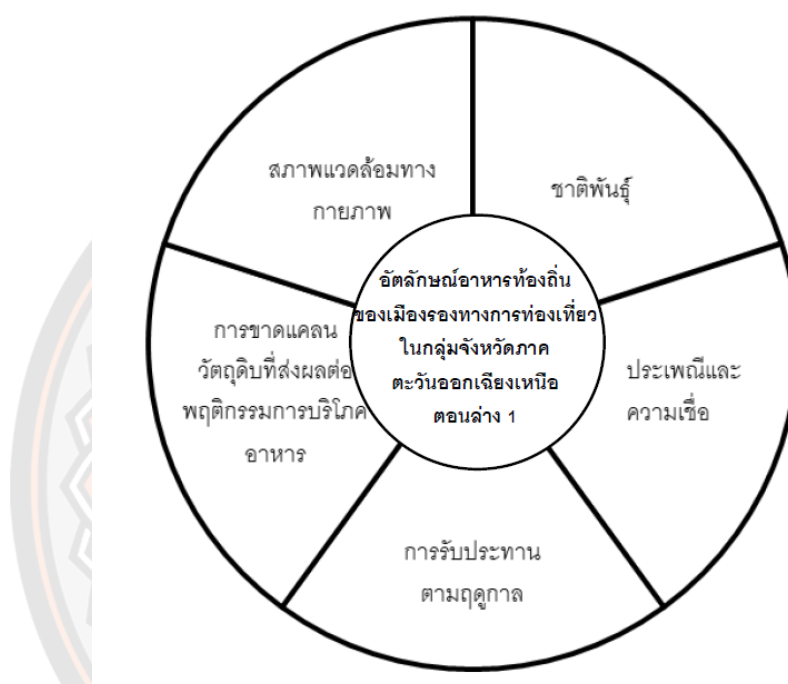 สภาพแวดล้อมทาง
กายภาพ
ชาติพันธุ์
อัตลักษณ์อาหารท้องถิ่น
ของเมืองรองทางการท่องเที่ยว
ในกลุ่มจังหวัดภาค
ตะวันออกเฉียงเหนือ
ตอนล่าง 1
การขาดแคลน
วัตถุดิบที่ส่งผลต่อ
พฤติกรรมการบริโภค
อาหาร
ประเพณีและ
ความเชื่อ
การรับประทาน
ตามฤดูกาล